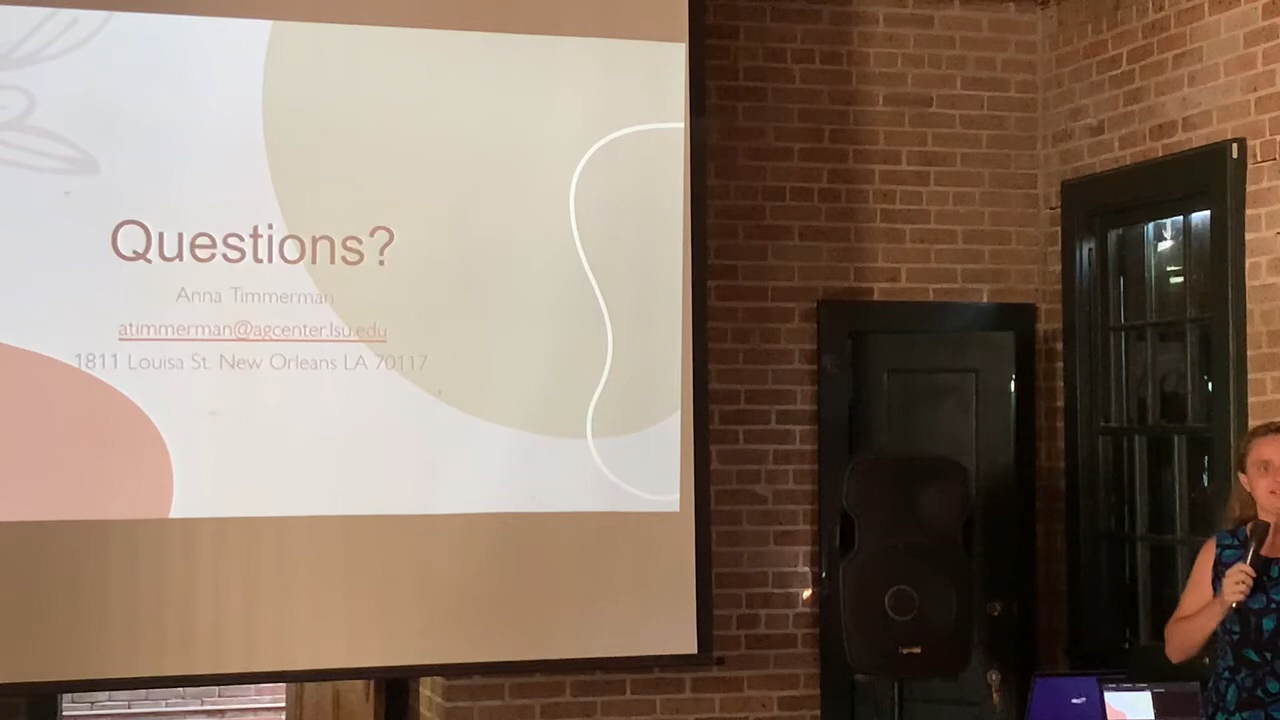 Questions?
Anna Timmerman
atimmerman@agcenter.lsu.edu
1811 Louisa St. New Orleans LA 70117